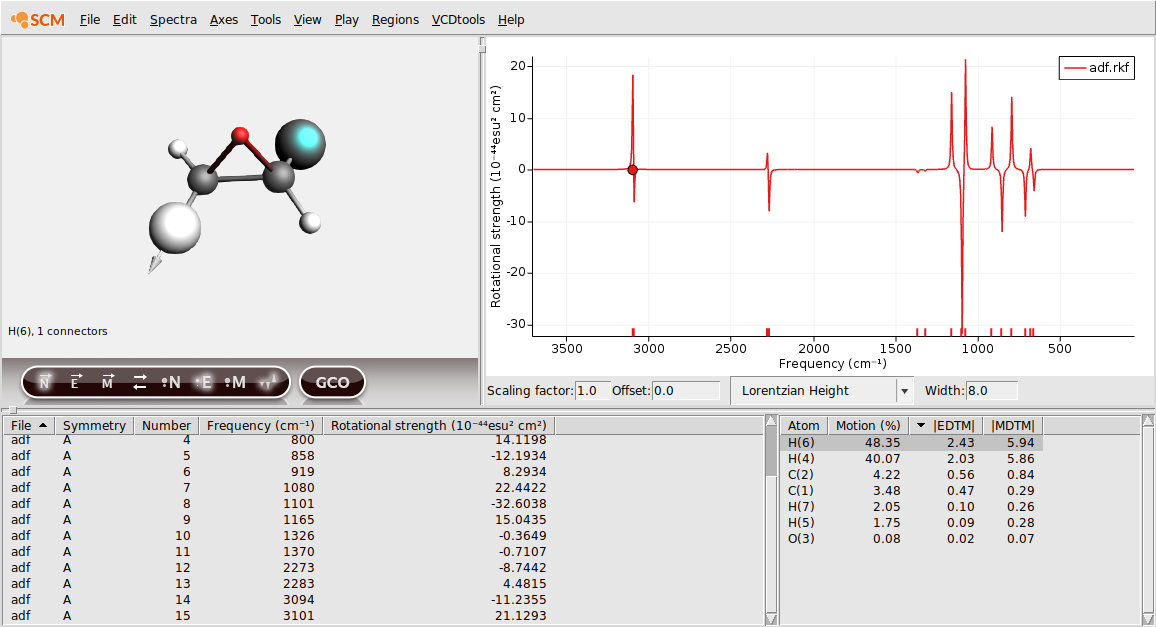 SCM File Edit Spectra Axes Tools View Play Regions VCDtools Help
H(6), 1 connectors
N E M •N •E •M GCO
Rotational strength (10⁻⁴⁴esu² cm²)
20
10
0
-10
-20
-30
adf.rkf
3500 3000 2500 2000 1500 1000 500
Frequency (cm⁻¹)
Scaling factor: 1.0 Offset: 0.0 Lorentzian Height Width: 8.0
File Symmetry Number Frequency (cm⁻¹) Rotational strength (10⁻⁴⁴esu² cm²)
adf A 4 800 14.1198
adf A 5 858 -12.1934
adf A 6 919 8.2934
adf A 7 1080 22.4422
adf A 8 1101 -32.6038
adf A 9 1165 15.0435
adf A 10 1326 -0.3649
adf A 11 1370 -0.7107
adf A 12 2273 -8.7442
adf A 13 2283 4.4815
adf A 14 3094 -11.2355
adf A 15 3101 21.1293
Atom Motion (%) |EDTM| |MDTM|
H(6) 48.35 2.43 5.94
H(4) 40.07 2.03 5.86
C(2) 4.22 0.56 0.84
C(1) 3.48 0.47 0.29
H(7) 2.05 0.10 0.26
H(5) 1.75 0.09 0.28
O(3) 0.08 0.02 0.07